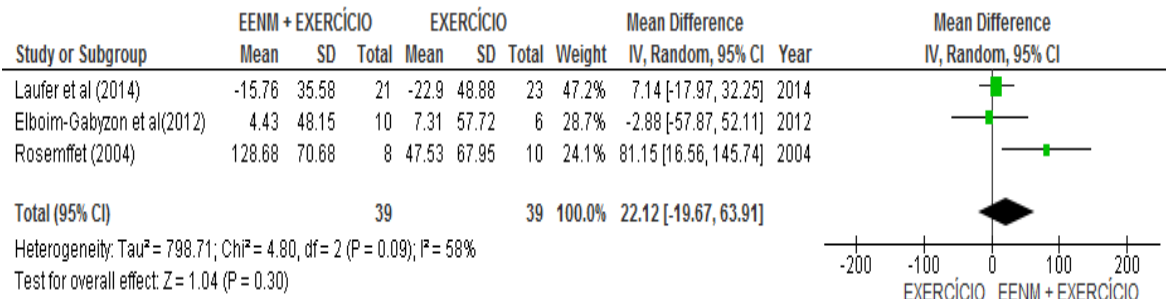 EENM + EXERCÍCIO EXERCÍCIO Mean Difference Mean Difference
Study or Subgroup Mean SD Total Mean SD Total Weight IV, Random, 95% CI Year IV, Random, 95% CI
Laufer et al (2014) -15.76 35.58 21 -22.9 48.88 23 47.2% 7.14 [-17.97, 32.25] 2014
Elboim-Gabyzon et al(2012) 4.43 48.15 10 7.31 57.72 6 28.7% -2.88 [-57.87, 52.11] 2012
Rosemffet (2004) 128.68 70.68 8 47.53 67.95 10 24.1% 81.15 [16.56, 145.74] 2004
Total (95% CI) 39 39 100.0% 22.12 [-19.67, 63.91]
Heterogeneity: Tau² = 798.71; Chi² = 4.80, df = 2 (P = 0.09); I² = 58%
Test for overall effect: Z = 1.04 (P = 0.30)
-200 -100 0 100 200
EXERCÍCIO EENM + EXERCÍCIO